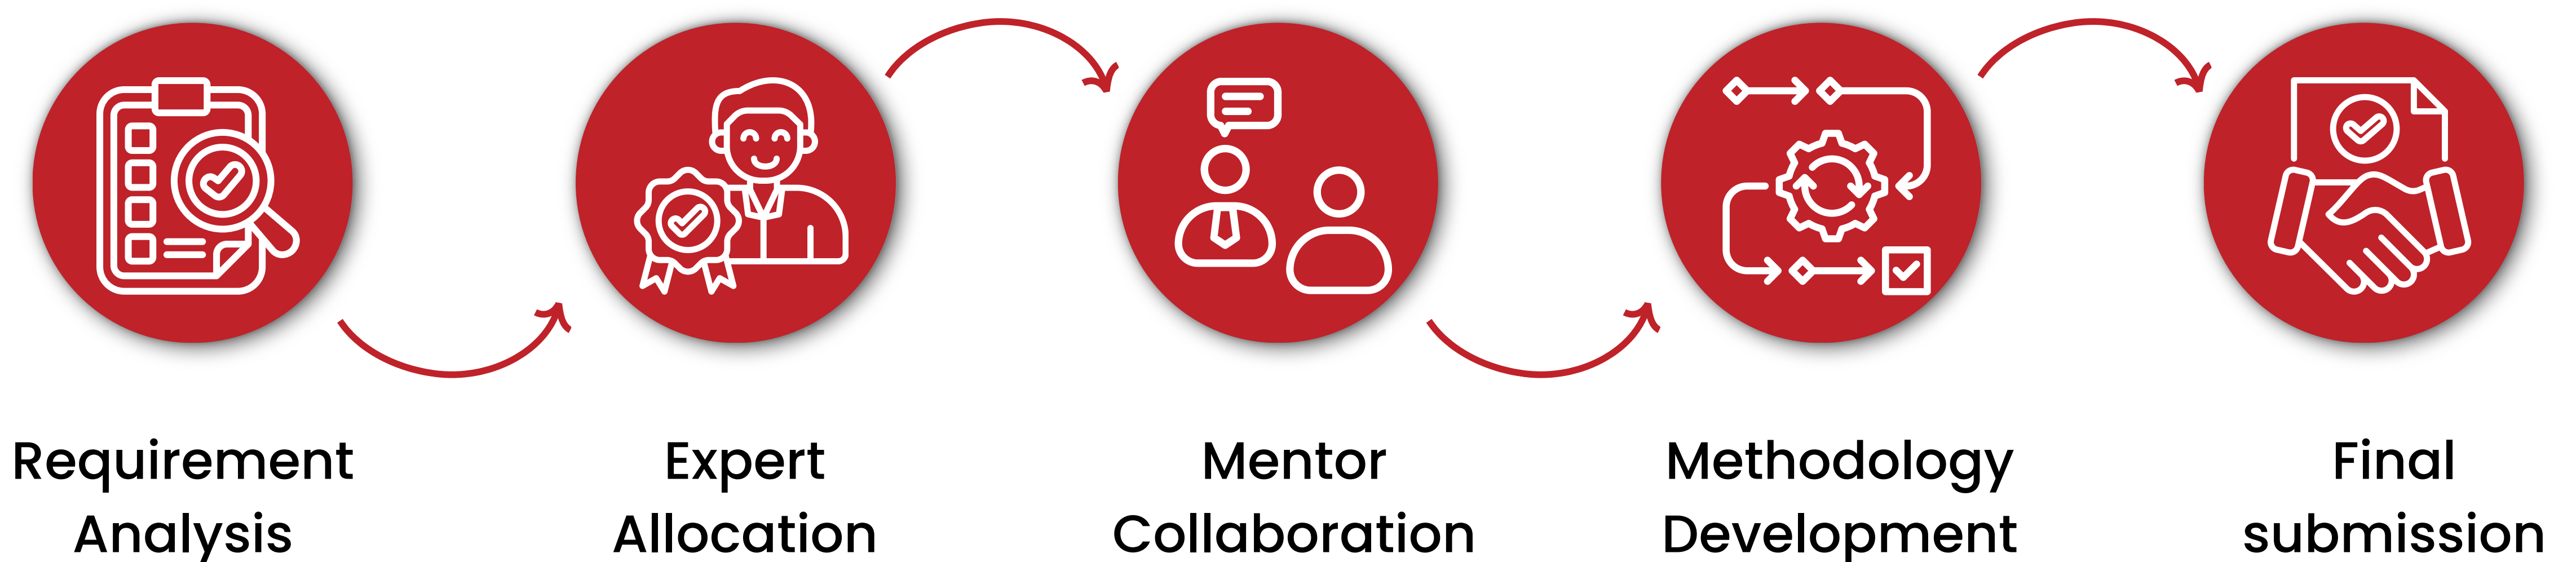 Requirement
Analysis
Expert
Allocation
Mentor
Collaboration
Methodology
Development
Final
submission